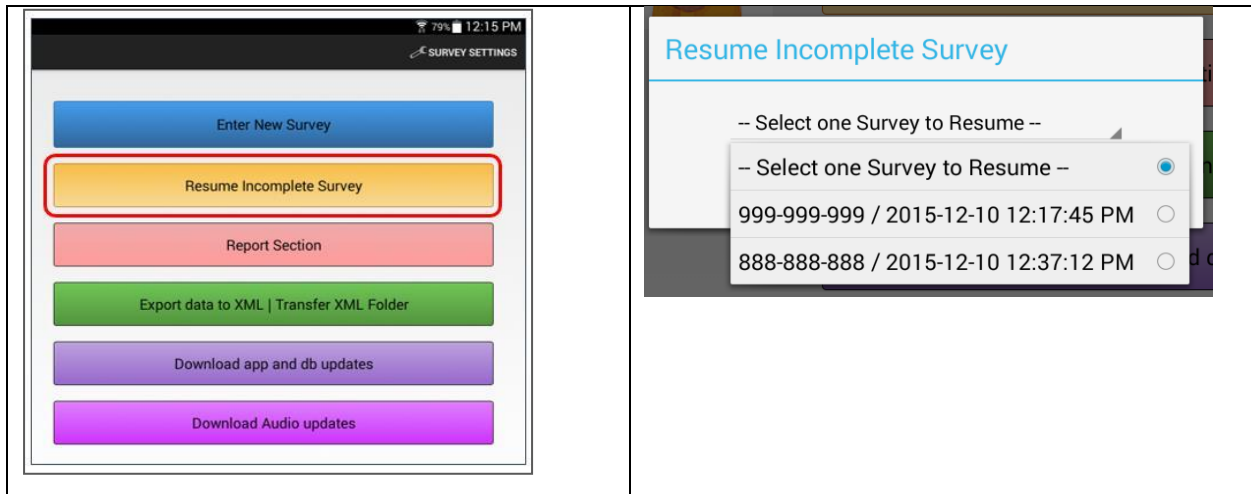 79% 12:15 PM
SURVEY SETTINGS
Enter New Survey
Resume Incomplete Survey
Report Section
Export data to XML | Transfer XML Folder
Download app and db updates
Download Audio updates
Resume Incomplete Survey
-- Select one Survey to Resume --
-- Select one Survey to Resume --
999-999-999 / 2015-12-10 12:17:45 PM
888-888-888 / 2015-12-10 12:37:12 PM